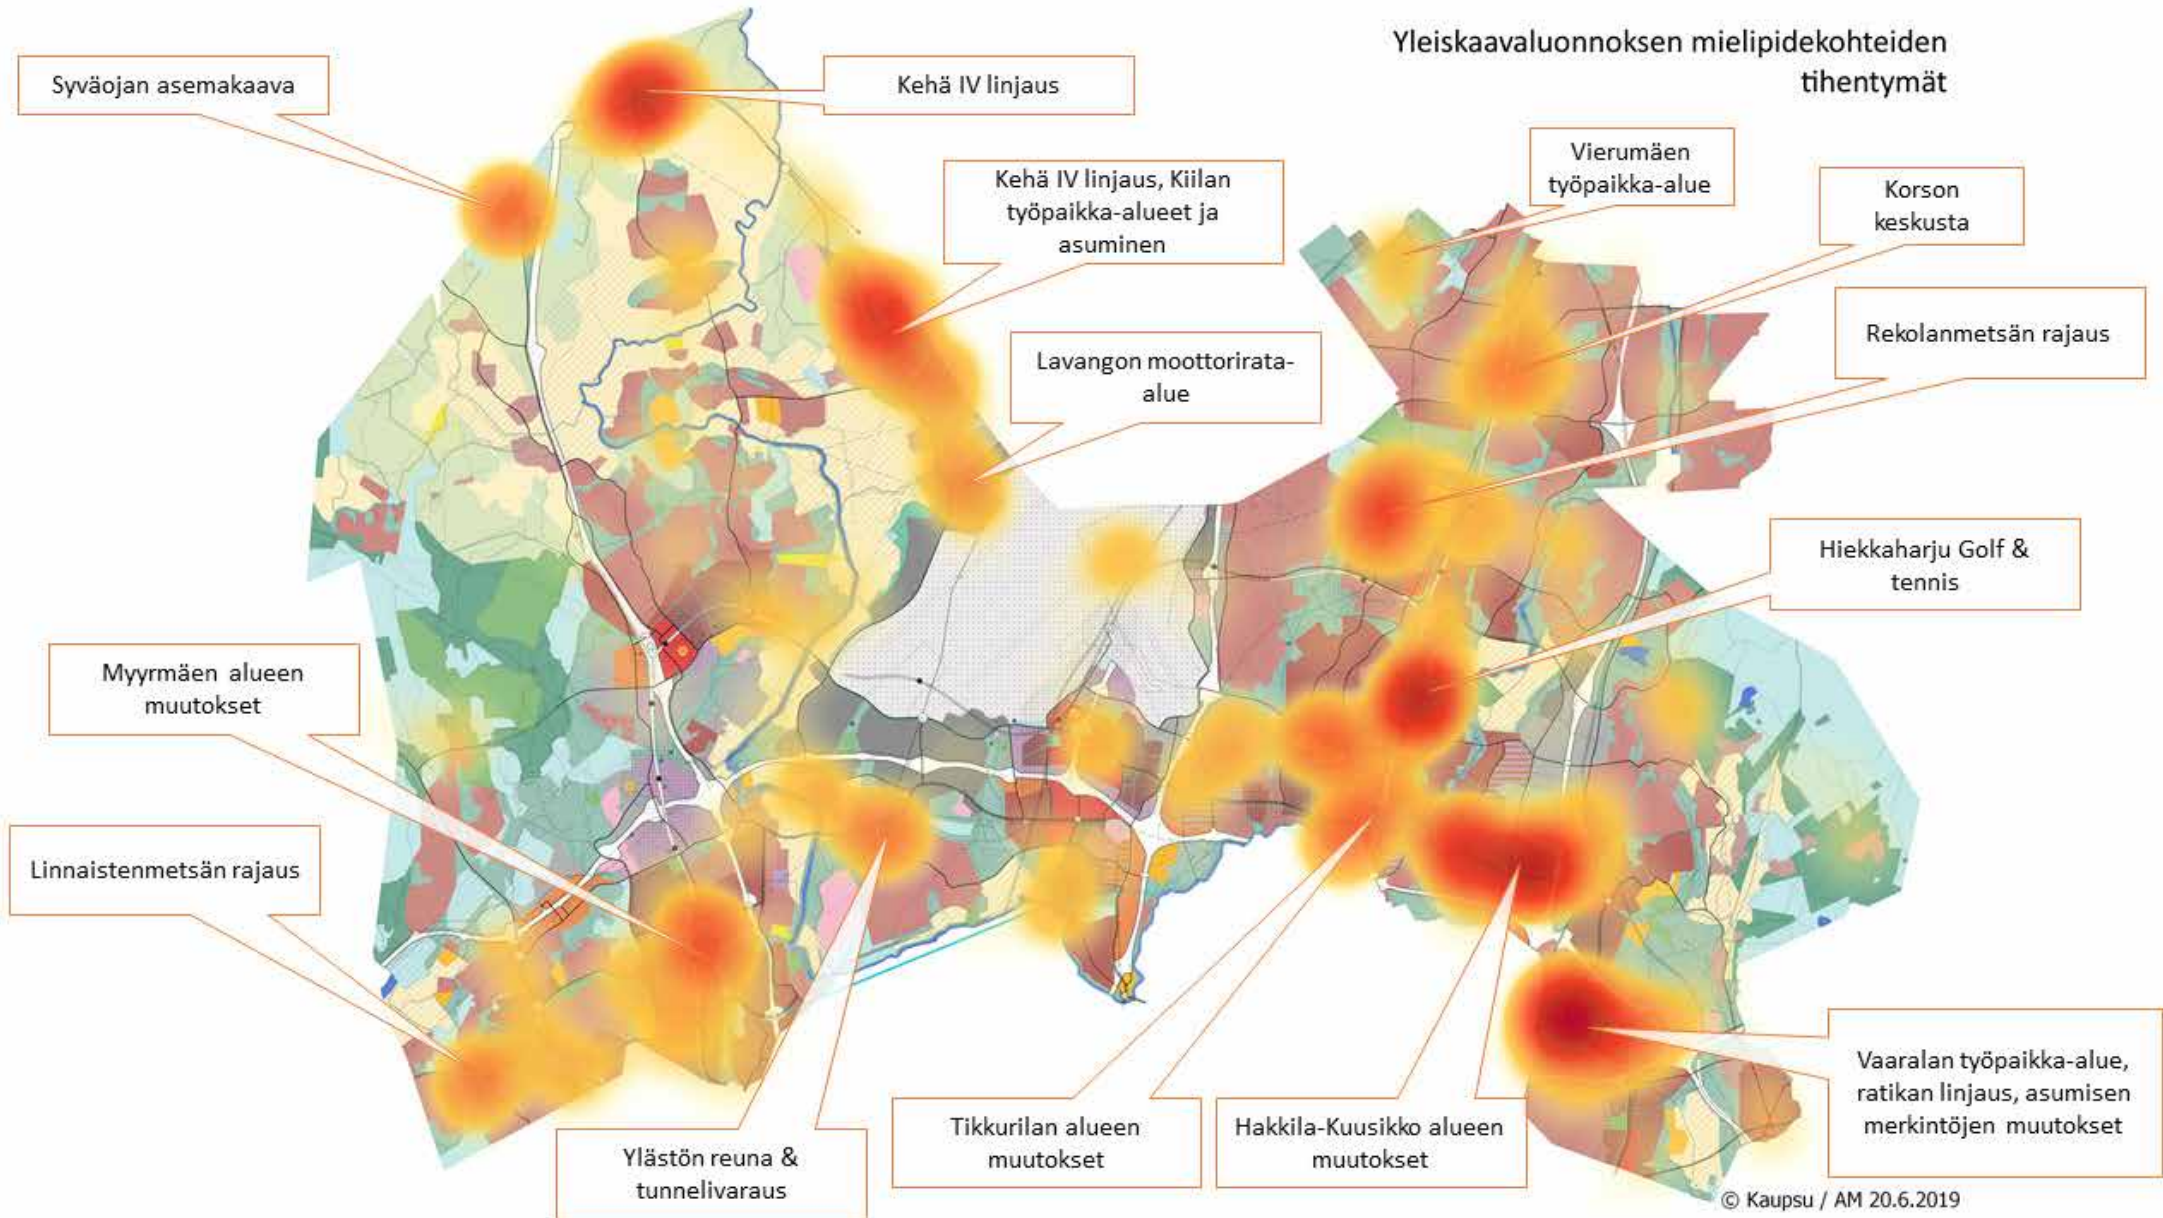 Yleiskaavaluonnoksen mielipidekohteiden
tihentymät
Syväojan asemakaava
Kehä IV linjaus
Vierumäen
työpaikka-alue
Kehä IV linjaus, Kiilan
työpaikka-alueet ja
asuminen
Korson
keskusta
Rekolanmetsän rajaus
Lavangon moottorirata-
alue
Hiekkaharju Golf &
tennis
Myyrmäen alueen
muutokset
Linnaistenmetsän rajaus
Vaaralan työpaikka-alue,
ratikan linjaus, asumisen
merkintöjen muutokset
Tikkurilan alueen
muutokset
Hakkila-Kuusikko alueen
muutokset
Ylästön reuna &
tunnelivaraus
© Kaupsu / AM 20.6.2019